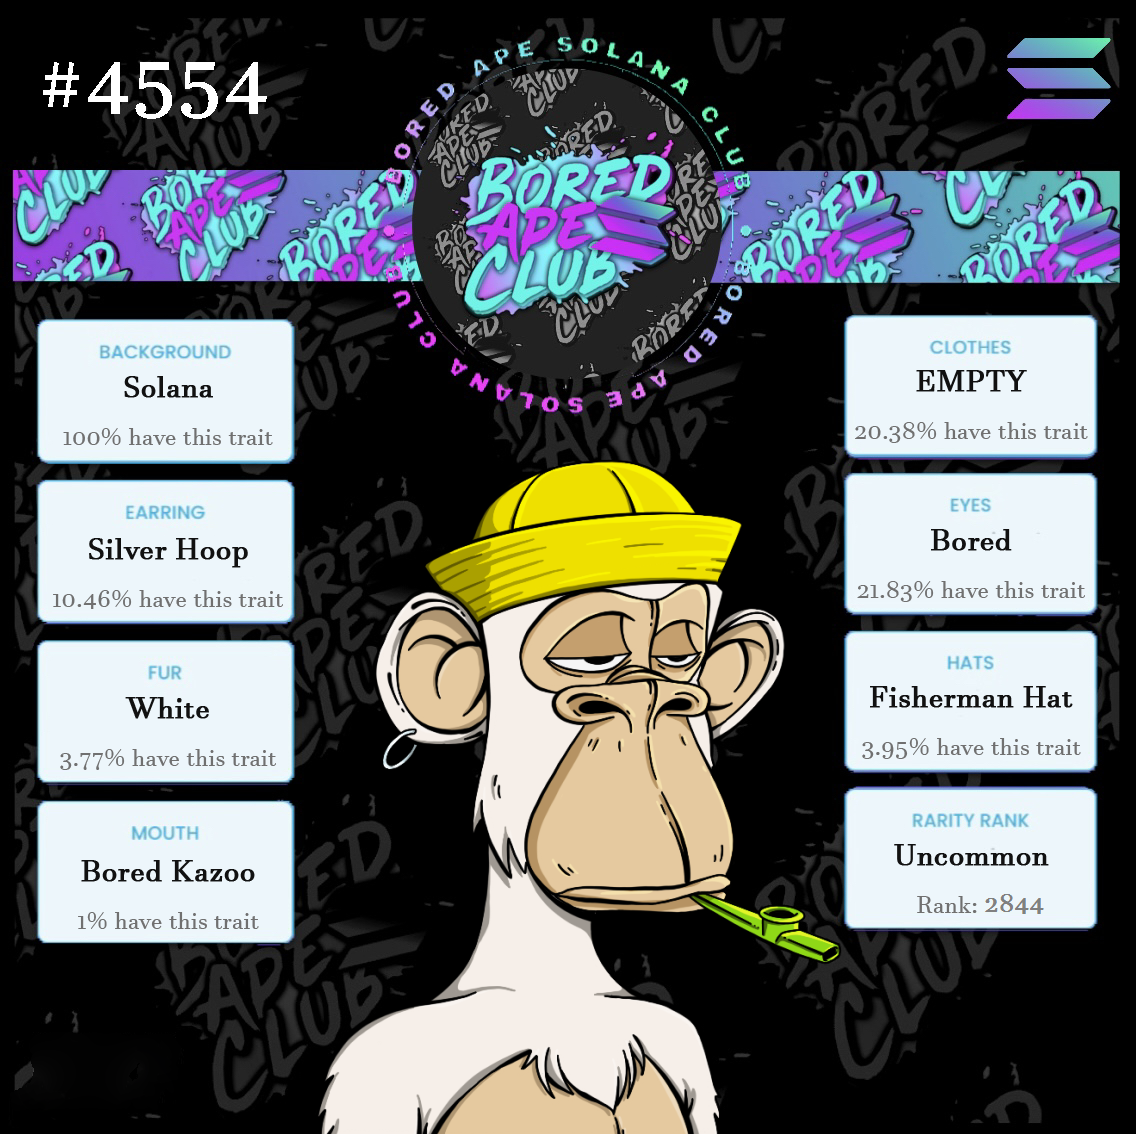 #4554
BORED APE SOLANA CLUB
BORED
APE
CLUB
BORED APE SOLANA CLUB
BACKGROUND
Solana
100% have this trait
EARRING
Silver Hoop
10.46% have this trait
FUR
White
3.77% have this trait
MOUTH
Bored Kazoo
1% have this trait
CLOTHES
EMPTY
20.38% have this trait
EYES
Bored
21.83% have this trait
HATS
Fisherman Hat
3.95% have this trait
RARITY RANK
Uncommon
Rank: 2844